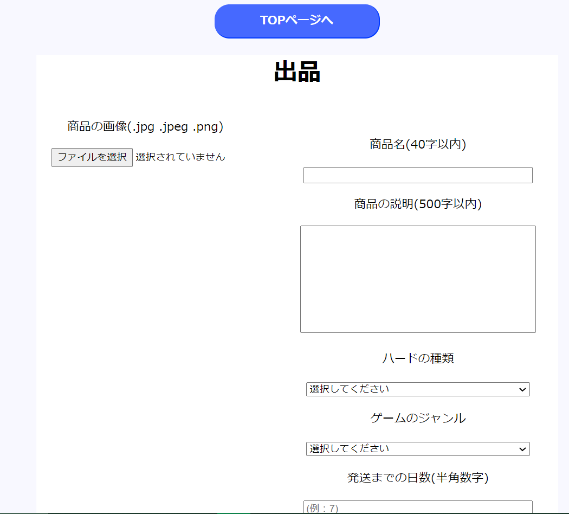 TOPページへ
出品
商品の画像(.jpg .jpeg .png)
ファイルを選択 選択されていません
商品名(40字以内)
商品の説明(500字以内)
ハードの種類
選択してください
ゲームのジャンル
選択してください
発送までの日数(半角数字)
(例：7)